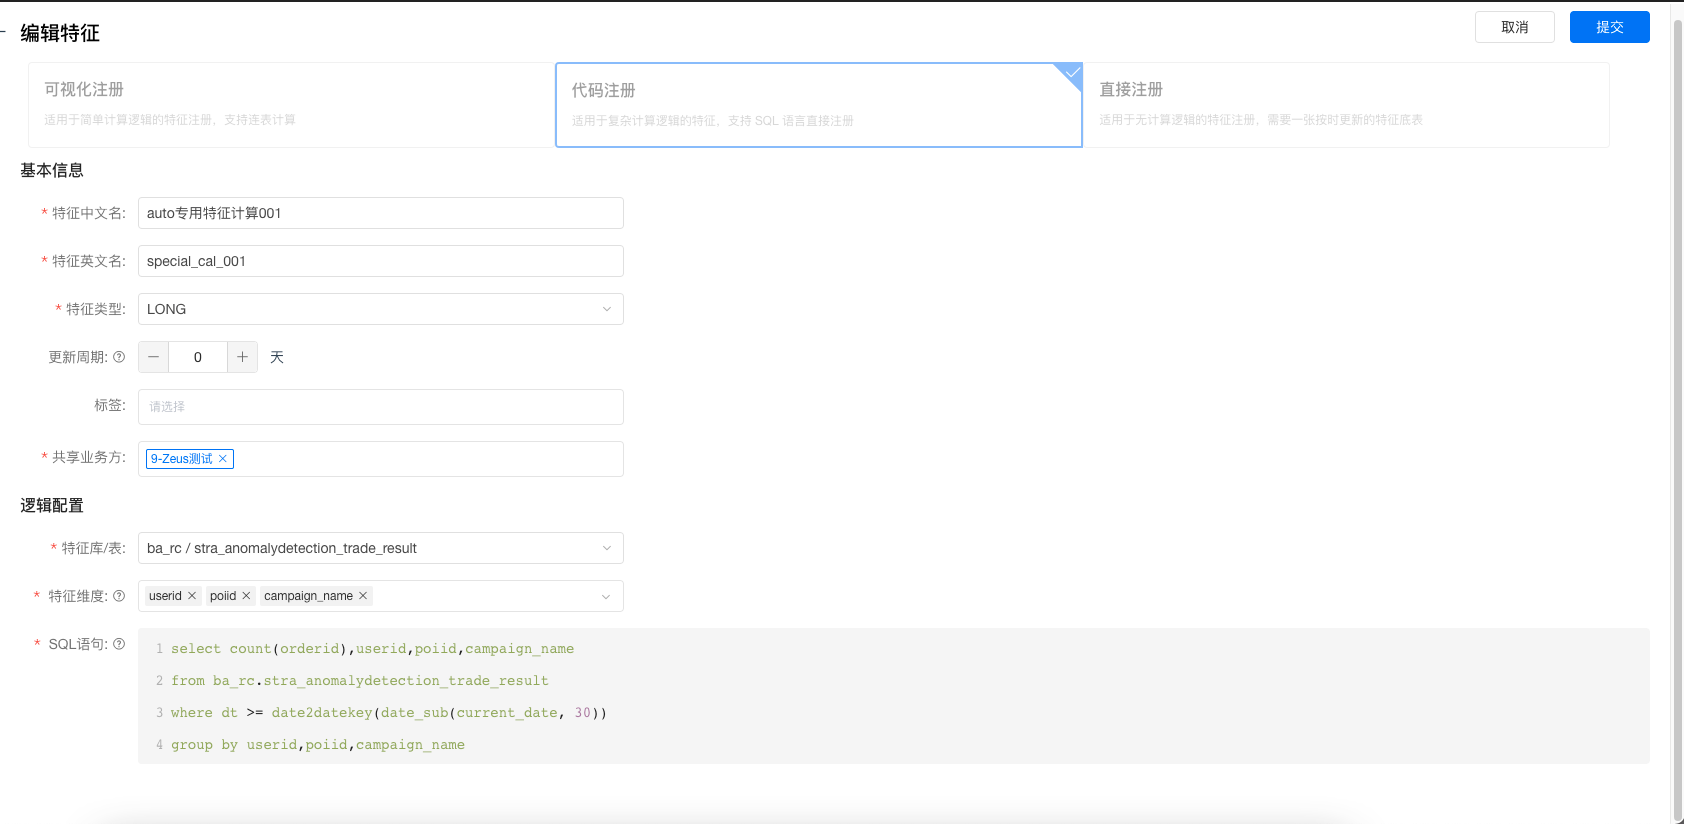 编辑特征
取消
提交
可视化注册
适用于简单计算逻辑的特征注册，支持连表计算
代码注册
适用于复杂计算逻辑的特征，支持 SQL 语言直接注册
直接注册
适用于无计算逻辑的特征注册，需要一张按时更新的特征底表
基本信息
* 特征中文名: auto专用特征计算001
* 特征英文名: special_cal_001
* 特征类型: LONG
更新周期: 0 天
标签: 请选择
* 共享业务方: 9-Zeus测试
逻辑配置
* 特征库/表: ba_rc / stra_anomalydetection_trade_result
* 特征维度: userid poiid campaign_name
* SQL语句:
1 select count(orderid),userid,poiid,campaign_name
2 from ba_rc.stra_anomalydetection_trade_result
3 where dt >= date2datekey(date_sub(current_date, 30))
4 group by userid,poiid,campaign_name